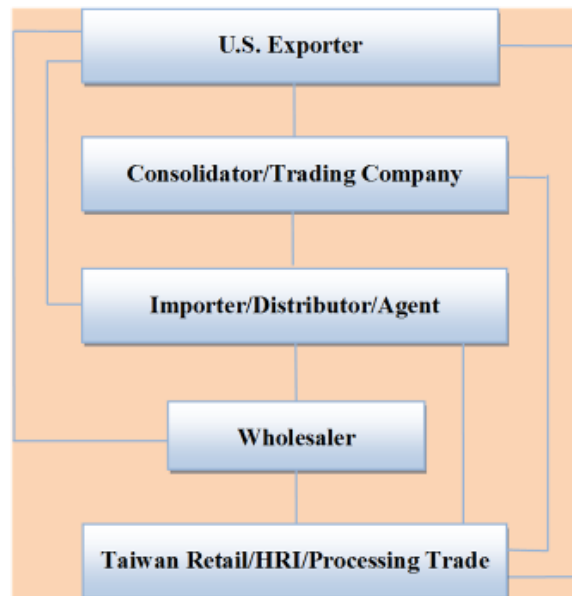 U.S. Exporter
Consolidator/Trading Company
Importer/Distributor/Agent
Wholesaler
Taiwan Retail/HRI/Processing Trade